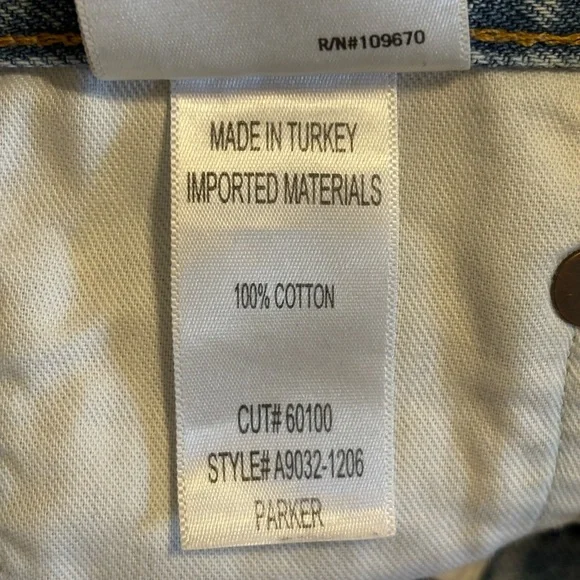 R/N#109670
MADE IN TURKEY
IMPORTED MATERIALS
100% COTTON
CUT# 60100
STYLE# A9032-1206
PARKER